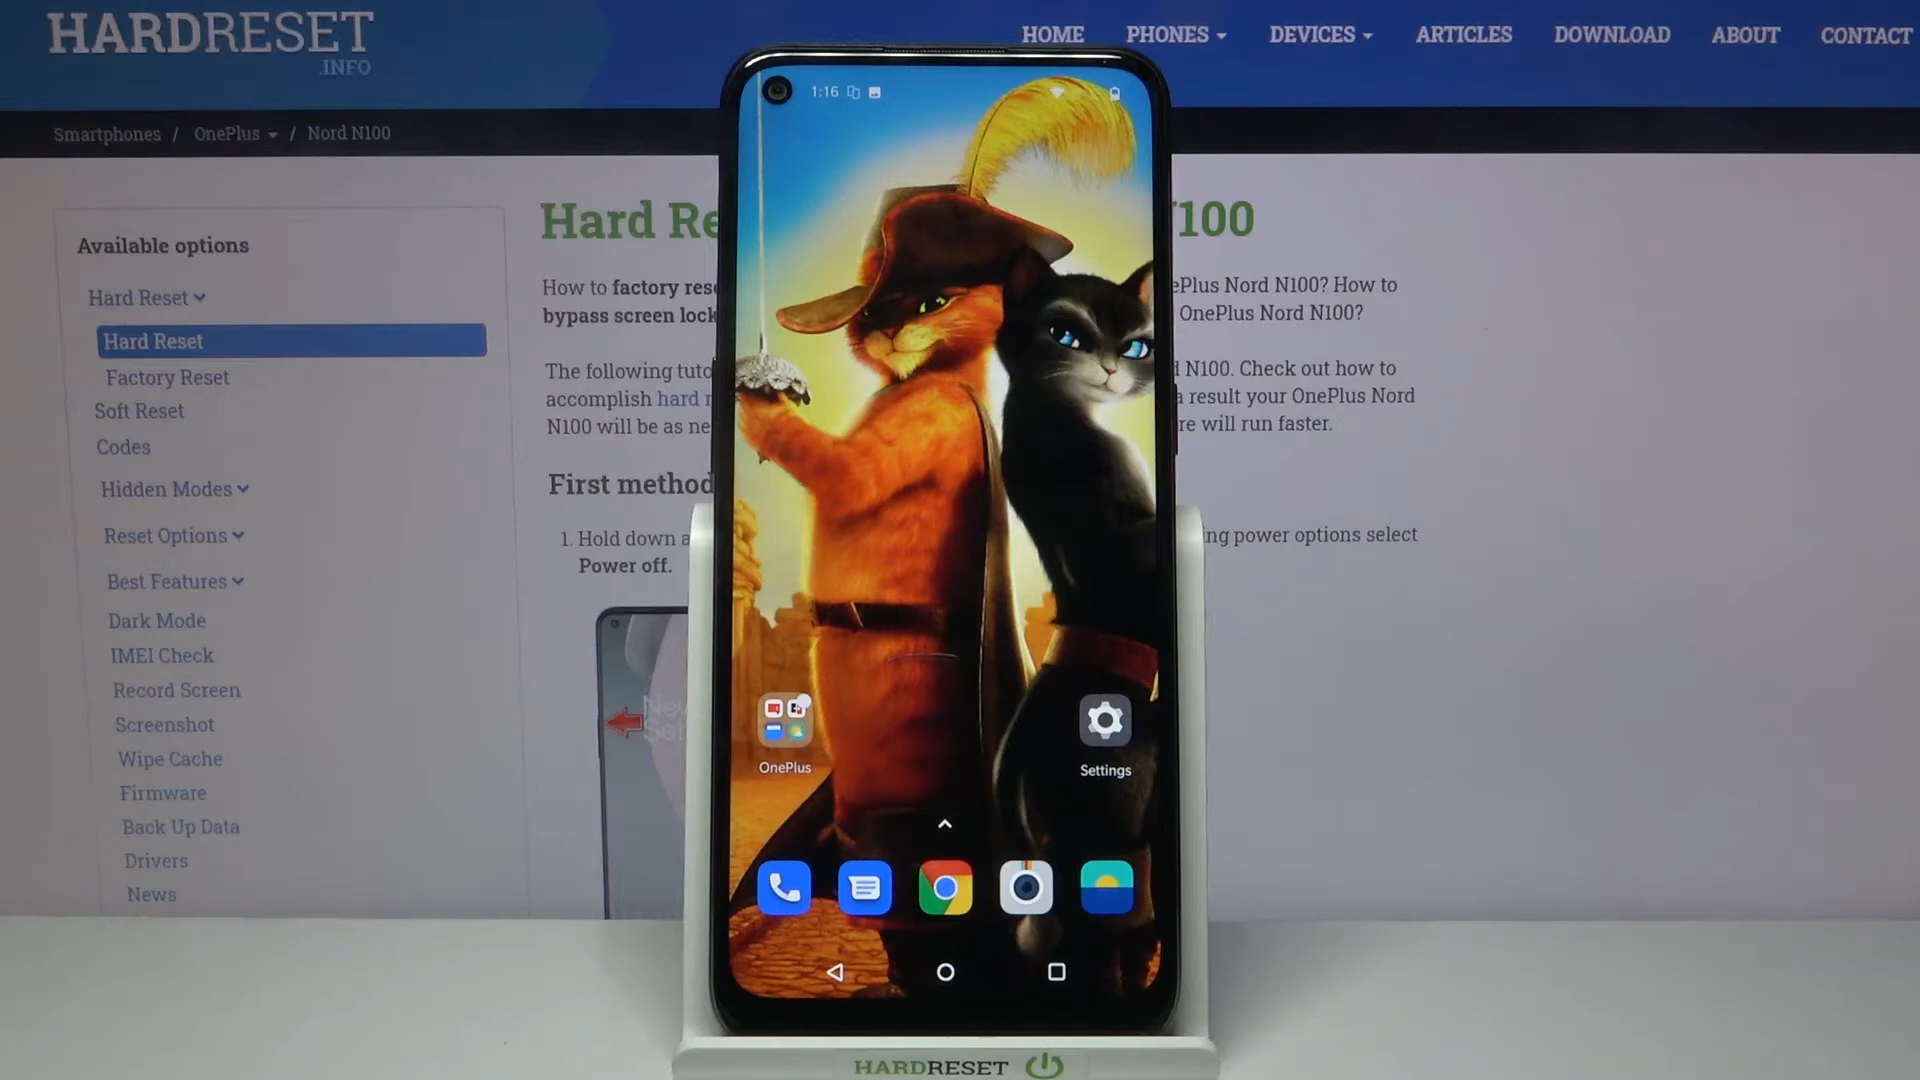 HARDRESET
.INFO
HOME PHONES DEVICES ARTICLES DOWNLOAD ABOUT CONTACT
Smartphones / OnePlus / Nord N100
Available options
Hard Reset
Hard Reset
Factory Reset
Soft Reset
Codes
Hidden Modes
Reset Options
Best Features
Dark Mode
IMEI Check
Record Screen
Screenshot
Wipe Cache
Firmware
Back Up Data
Drivers
News
Hard Re 100
How to factory res ePlus Nord N100? How to
bypass screen lock OnePlus Nord N100?
The following tuto N100. Check out how to
accomplish hard r a result your OnePlus Nord
N100 will be as ne re will run faster.
First method
1. Hold down a ng power options select
Power off.
1:16
OnePlus
Settings
HARDRESET